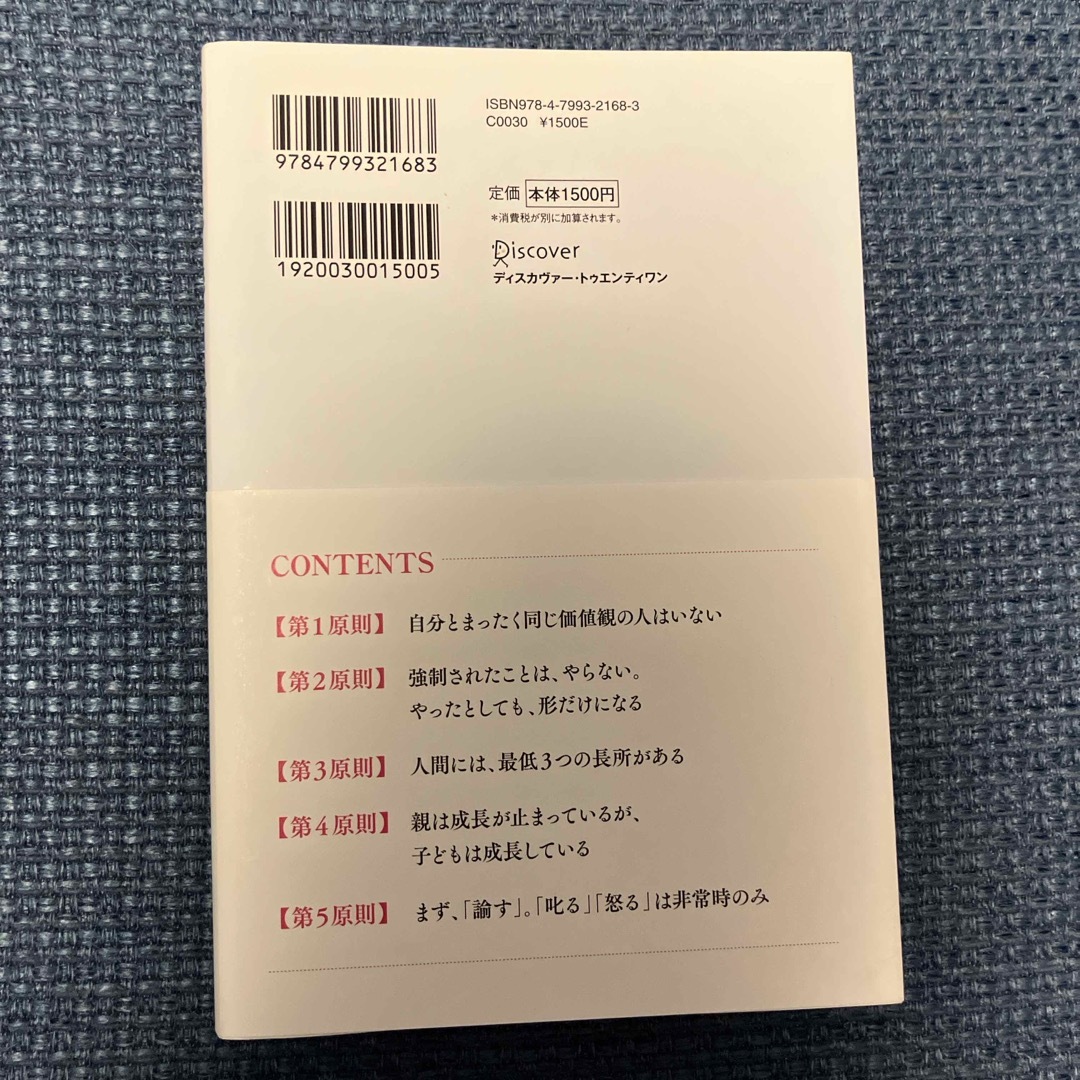 9784799321683
1920030015005
ISBN978-4-7993-2168-3
C0030 ¥1500E
定価 本体1500円
*消費税が別に加算されます。
Discover
ディスカヴァー・トゥエンティワン
CONTENTS
【第1原則】 自分とまったく同じ価値観の人はいない
【第2原則】 強制されたことは、やらない。
やったとしても、形だけになる
【第3原則】 人間には、最低3つの長所がある
【第4原則】 親は成長が止まっているが、
子どもは成長している
【第5原則】 まず、「諭す」。「叱る」「怒る」は非常時のみ